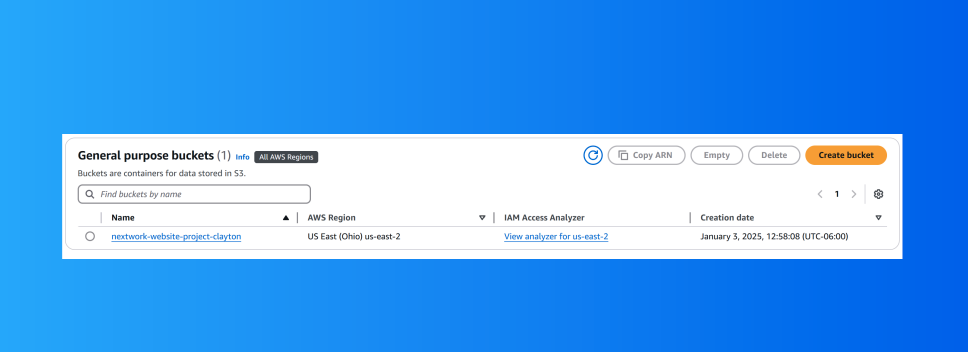 General purpose buckets (1) Info All AWS Regions Copy ARN Empty Delete Create bucket
Buckets are containers for data stored in S3.
Find buckets by name 1
Name AWS Region IAM Access Analyzer Creation date
nextwork-website-project-clayton US East (Ohio) us-east-2 View analyzer for us-east-2 January 3, 2025, 12:58:08 (UTC-06:00)